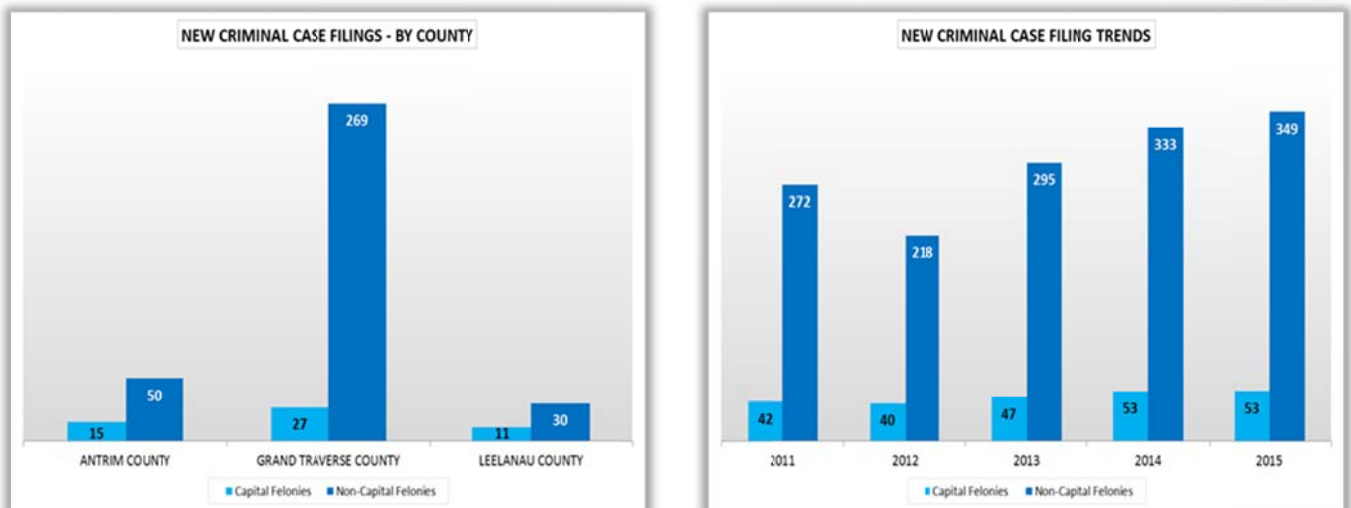 NEW CRIMINAL CASE FILINGS - BY COUNTY
269
50
15
27
11
30
ANTRIM COUNTY GRAND TRAVERSE COUNTY LEELANAU COUNTY
Capital Felonies Non-Capital Felonies
NEW CRIMINAL CASE FILING TRENDS
272
218
295
333
349
42
40
47
53
53
2011 2012 2013 2014 2015
Capital Felonies Non-Capital Felonies